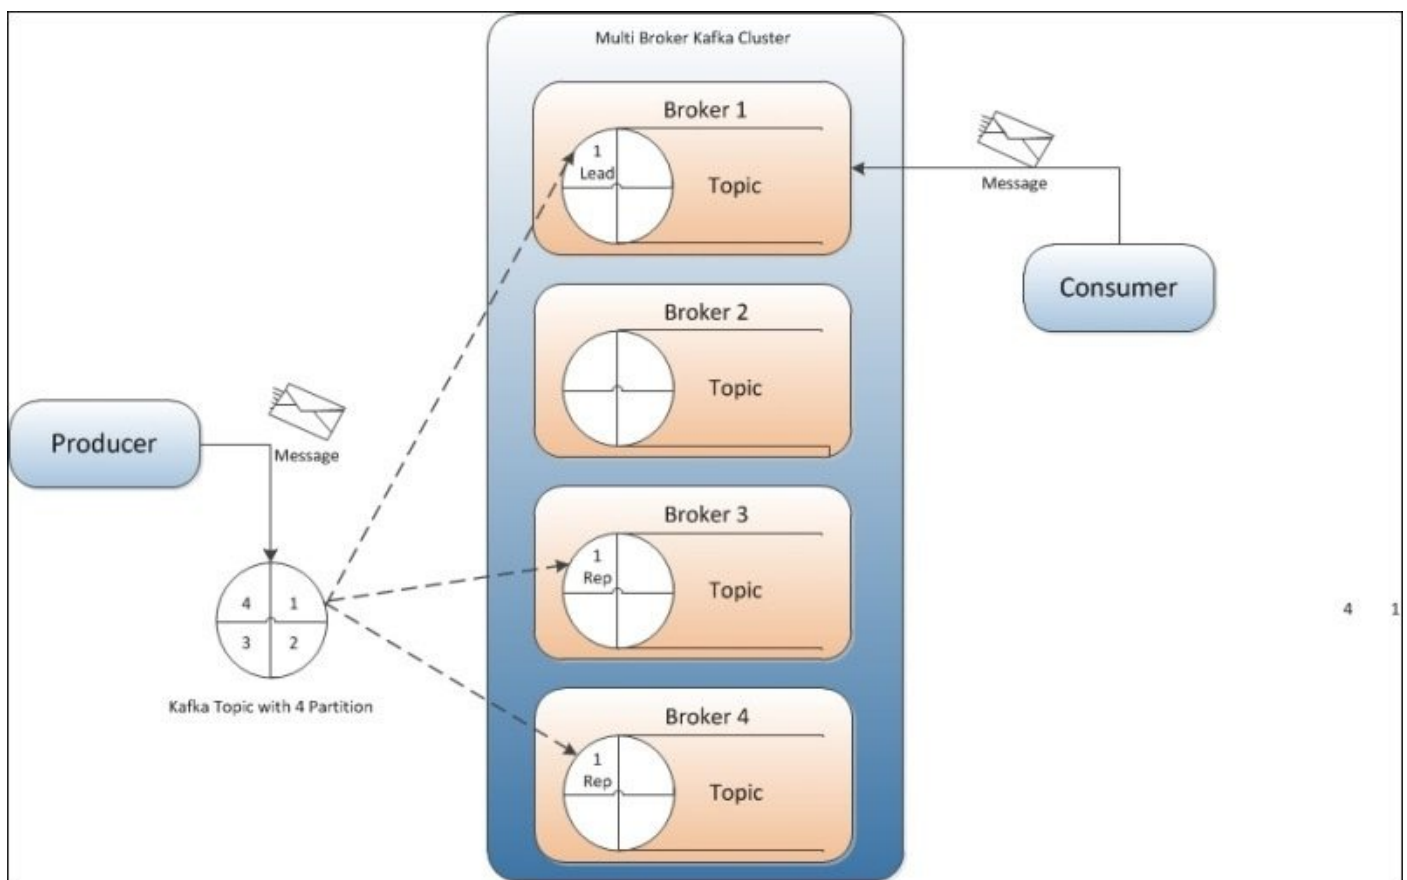 Multi Broker Kafka Cluster
Broker 1
1
Lead
Topic
Message
Consumer
Broker 2
Topic
Producer
Message
Broker 3
1
Rep
Topic
4 1
3 2
Kafka Topic with 4 Partition
4 1
Broker 4
1
Rep
Topic